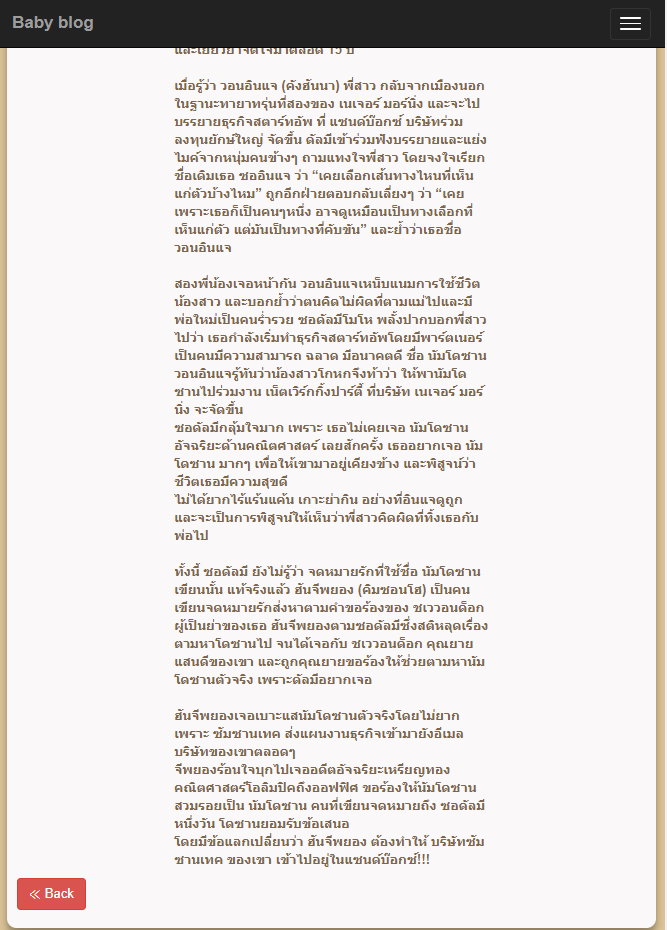 Baby blog
และเยียวยาจิตใจมาตลอด 15 ปี
เมื่อรู้ว่า วอนอินแจ (คังฮันนา) พี่สาว กลับจากเมืองนอก
ในฐานะทายาทรุ่นที่สองของ เนเจอร์ มอร์นิ่ง และจะไป
บรรยายธุรกิจสตาร์ทอัพ ที่ แซนด์บ๊อกซ์ บริษัทร่วม
ลงทุนยักษ์ใหญ่ จัดขึ้น ดัลมีเข้าร่วมฟังบรรยายและแย่ง
ไมค์จากหนุ่มคนข้างๆ ถามแทงใจพี่สาว โดยจงใจเรียก
ชื่อเดิมเธอ ซออินแจ ว่า “เคยเลือกเส้นทางไหนที่เห็น
แก่ตัวบ้างไหม” ถูกอีกฝ่ายตอบกลับเลี่ยงๆ ว่า “เคย
เพราะเธอก็เป็นคนๆหนึ่ง อาจดูเหมือนเป็นทางเลือกที่
เห็นแก่ตัว แต่มันเป็นทางที่คับขัน” และย้ำว่าเธอชื่อ
วอนอินแจ
สองพี่น้องเจอหน้ากัน วอนอินแจเหน็บแนมการใช้ชีวิต
น้องสาว และบอกย้ำว่าตนคิดไม่ผิดที่ตามแม่ไปและมี
พ่อใหม่เป็นคนร่ำรวย ซอดัลมีโมโห พลั้งปากบอกพี่สาว
ไปว่า เธอกำลังเริ่มทำธุรกิจสตาร์ทอัพโดยมีพาร์ตเนอร์
เป็นคนมีความสามารถ ฉลาด มีอนาคตดี ชื่อ นัมโดซาน
วอนอินแจรู้ทันว่าน้องสาวโกหกจึงท้าว่า ให้พานัมโด
ซานไปร่วมงาน เน็ตเวิร์กกิ้งปาร์ตี้ ที่บริษัท เนเจอร์ มอร์
นิ่ง จะจัดขึ้น
ซอดัลมีกลุ้มใจมาก เพราะ เธอไม่เคยเจอ นัมโดซาน
อัจฉริยะด้านคณิตศาสตร์ เลยสักครั้ง เธออยากเจอ นัม
โดซาน มากๆ เพื่อให้เขามาอยู่เคียงข้าง และพิสูจน์ว่า
ชีวิตเธอมีความสุขดี
ไม่ได้ยากไร้แร้นแค้น เกาะย่ากิน อย่างที่อินแจดูถูก
และจะเป็นการพิสูจน์ให้เห็นว่าพี่สาวคิดผิดที่ทิ้งเธอกับ
พ่อไป
ทั้งนี้ ซอดัลมี ยังไม่รู้ว่า จดหมายรักที่ใช้ชื่อ นัมโดซาน
เขียนนั้น แท้จริงแล้ว ฮันจีพยอง (คิมซอนโฮ) เป็นคน
เขียนจดหมายรักส่งหาตามคำขอร้องของ ชเววอนด็อก
ผู้เป็นย่าของเธอ ฮันจีพยองตามซอดัลมีซึ่งสติหลุดเรื่อง
ตามหาโดซานไป จนได้เจอกับ ชเววอนด็อก คุณยาย
แสนดีของเขา และถูกคุณยายขอร้องให้ช่วยตามหานัม
โดซานตัวจริง เพราะดัลมีอยากเจอ
ฮันจีพยองเจอเบาะแสนัมโดซานตัวจริงโดยไม่ยาก
เพราะ ซัมซานเทค ส่งแผนงานธุรกิจเข้ามายังอีเมล
บริษัทของเขาตลอดๆ
จีพยองร้อนใจบุกไปเจออดีตอัจฉริยะเหรียญทอง
คณิตศาสตร์โอลิมปิคถึงออฟฟิศ ขอร้องให้นัมโดซาน
สวมรอยเป็น นัมโดซาน คนที่เขียนจดหมายถึง ซอดัลมี
หนึ่งวัน โดซานยอมรับข้อเสนอ
โดยมีข้อแลกเปลี่ยนว่า ฮันจีพยอง ต้องทำให้ บริษัทซัม
ซานเทค ของเขา เข้าไปอยู่ในแซนด์บ๊อกซ์!!!
≪ Back